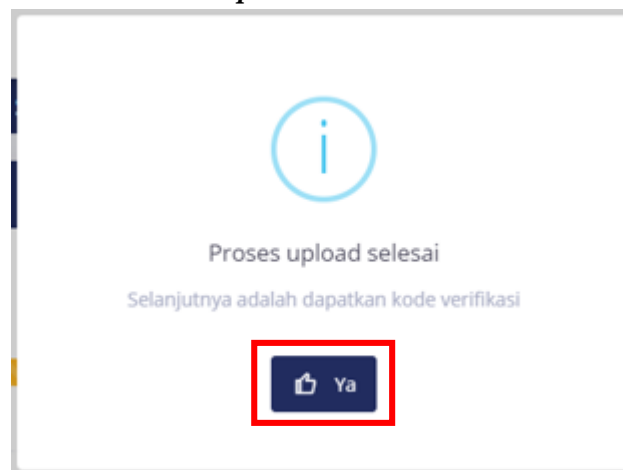 Proses upload selesai
Selanjutnya adalah dapatkan kode verifikasi
Ya